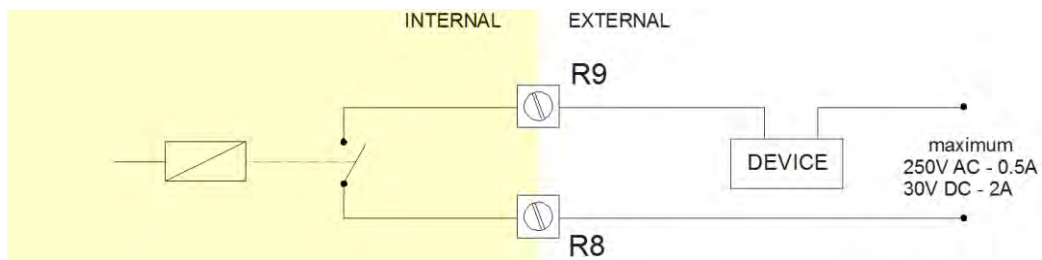 INTERNAL
EXTERNAL
R9
DEVICE
maximum
250V AC - 0.5A
30V DC - 2A
R8